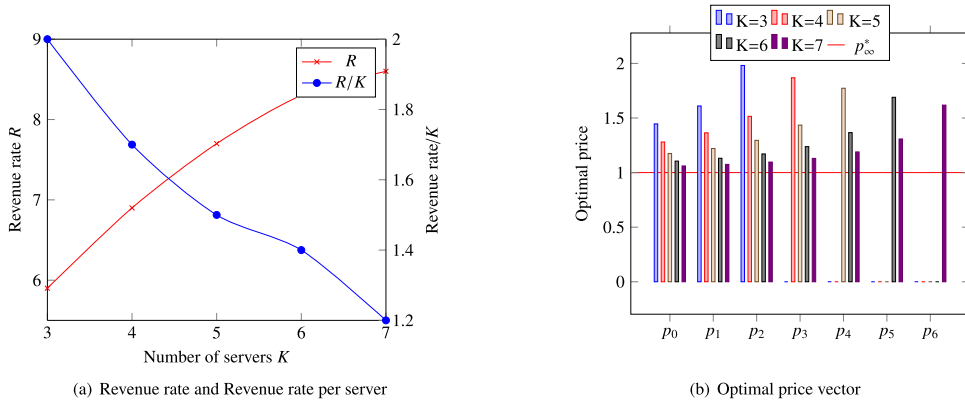 9
8
7
6
Revenue rate R
2
1.8
1.6
1.4
1.2
Revenue rate/K
R
R/K
3 4 5 6 7
Number of servers K
(a) Revenue rate and Revenue rate per server
K=3 K=4 K=5
K=6 K=7 p*∞
2
1.5
1
0.5
0
Optimal price
p0 p1 p2 p3 p4 p5 p6
(b) Optimal price vector